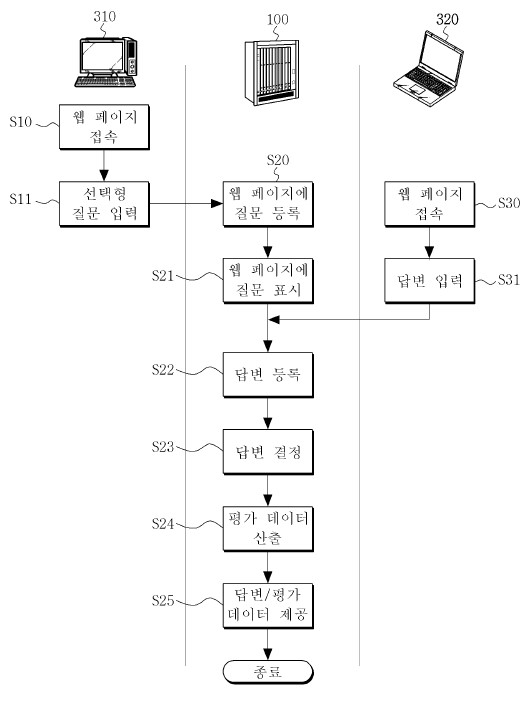 310
100
320
S10
웹 페이지
접속
S11
선택형
질문 입력
S20
웹 페이지에
질문 등록
웹 페이지
접속
S30
S21
웹 페이지에
질문 표시
답변 입력
S31
S22
답변 등록
S23
답변 결정
S24
평가 데이터
산출
S25
답변/평가
데이터 제공
종료